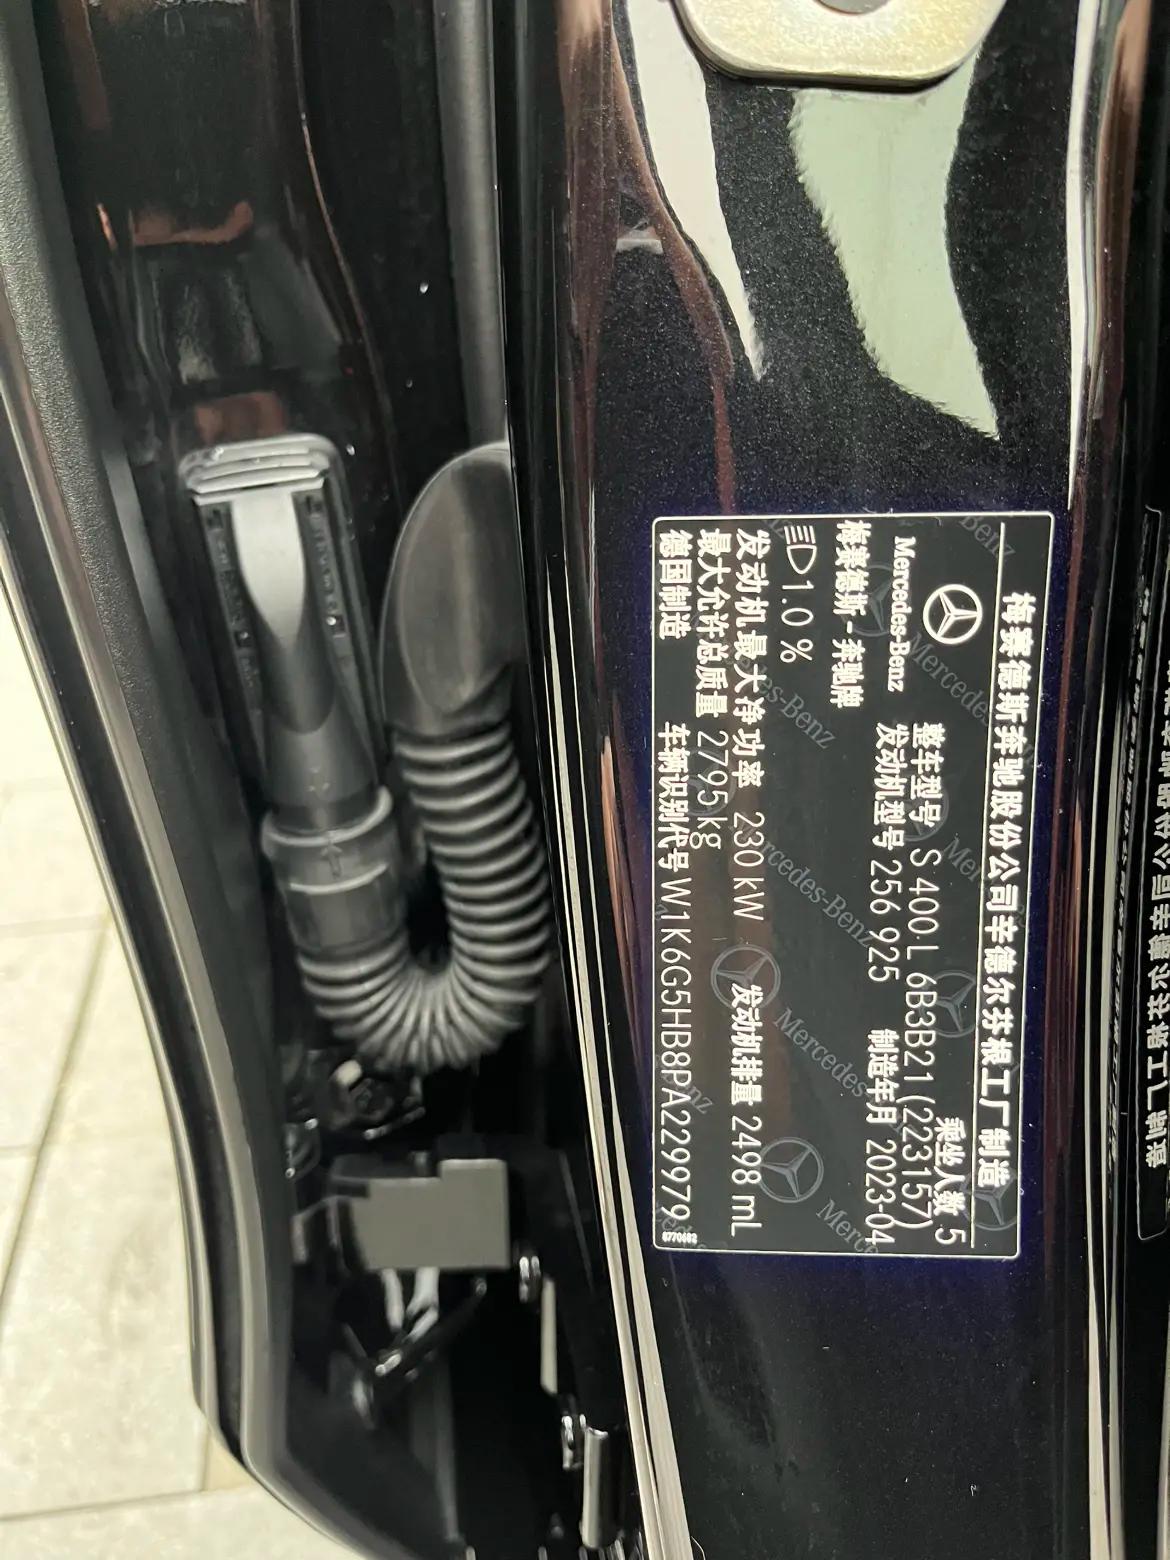 梅赛德斯奔驰股份公司辛德尔芬根工厂制造
Mercedes-Benz
梅赛德斯-奔驰牌
乘坐人数 5
整车型号 S 400 L 6B3B21 (223157)
发动机型号 256 925
制造年月 2023-04
1.0 %
发动机最大净功率 230 kW
发动机排量 2498 mL
最大允许总质量 2795 kg
德国制造
车辆识别代号 W1K6G5HB8PA229979
Mercedes-Benz